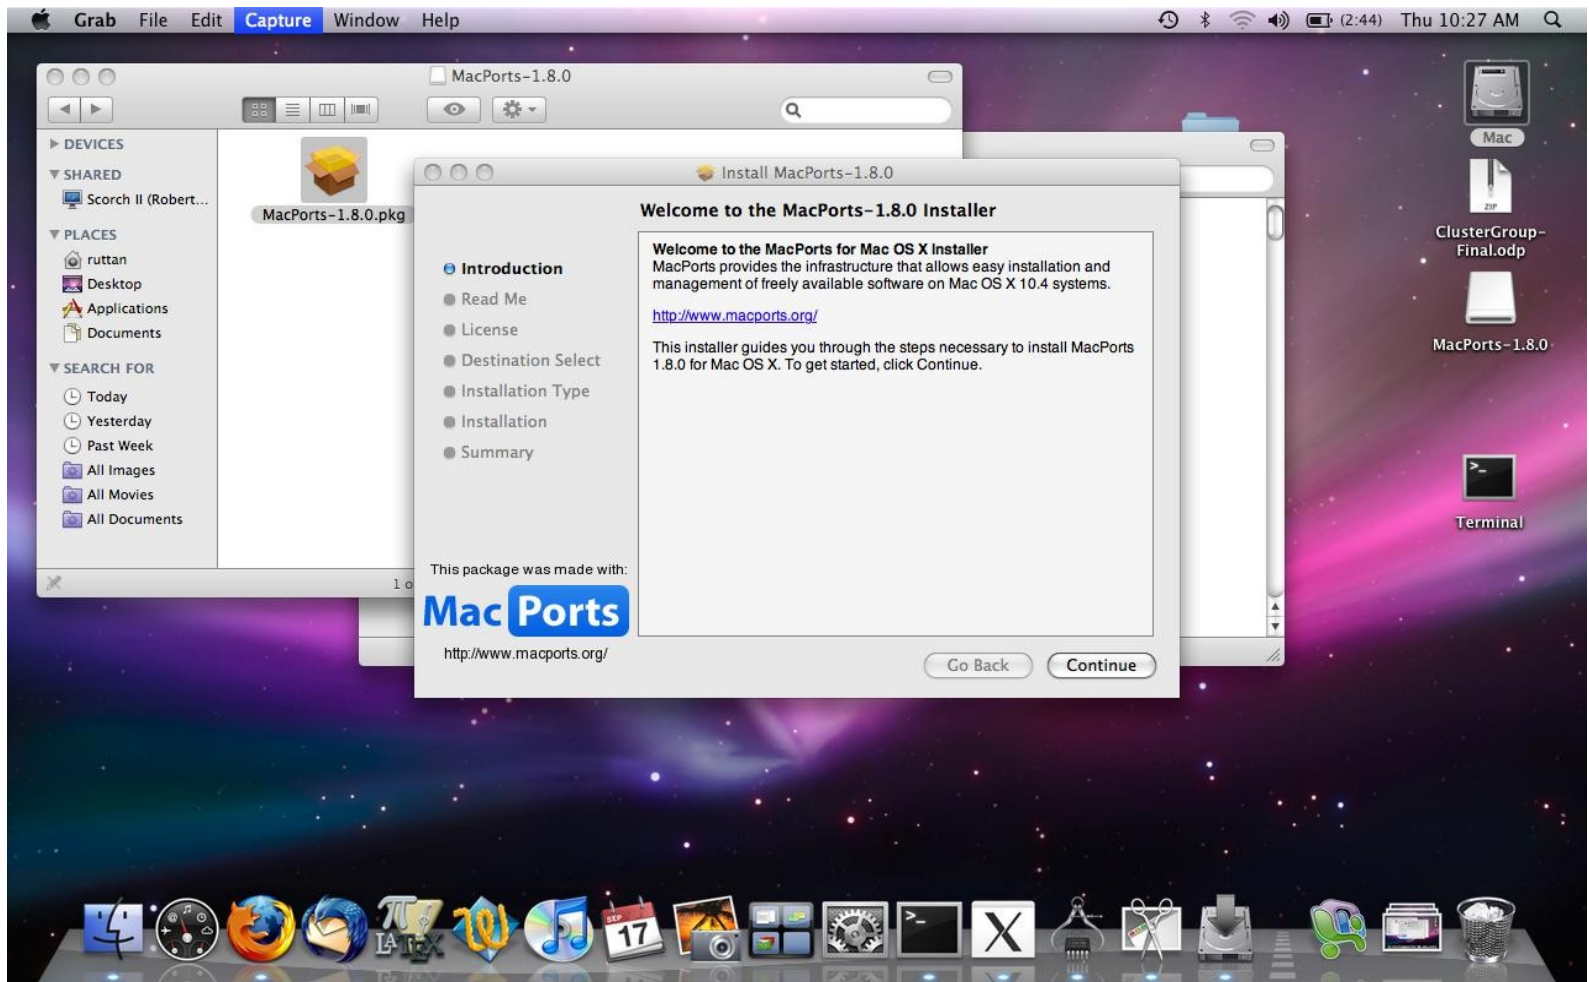 Grab File Edit Capture Window Help
(2:44) Thu 10:27 AM
MacPorts-1.8.0
DEVICES
SHARED
Scorch II (Robert...
PLACES
ruttan
Desktop
Applications
Documents
SEARCH FOR
Today
Yesterday
Past Week
All Images
All Movies
All Documents
MacPorts-1.8.0.pkg
1 o
Install MacPorts-1.8.0
Welcome to the MacPorts-1.8.0 Installer
Introduction
Read Me
License
Destination Select
Installation Type
Installation
Summary
Welcome to the MacPorts for Mac OS X Installer
MacPorts provides the infrastructure that allows easy installation and
management of freely available software on Mac OS X 10.4 systems.
http://www.macports.org/
This installer guides you through the steps necessary to install MacPorts
1.8.0 for Mac OS X. To get started, click Continue.
This package was made with:
Mac Ports
http://www.macports.org/
Go Back
Continue
Mac
ZIP
ClusterGroup-
Final.odp
MacPorts-1.8.0
Terminal
LATEX
SEP
17